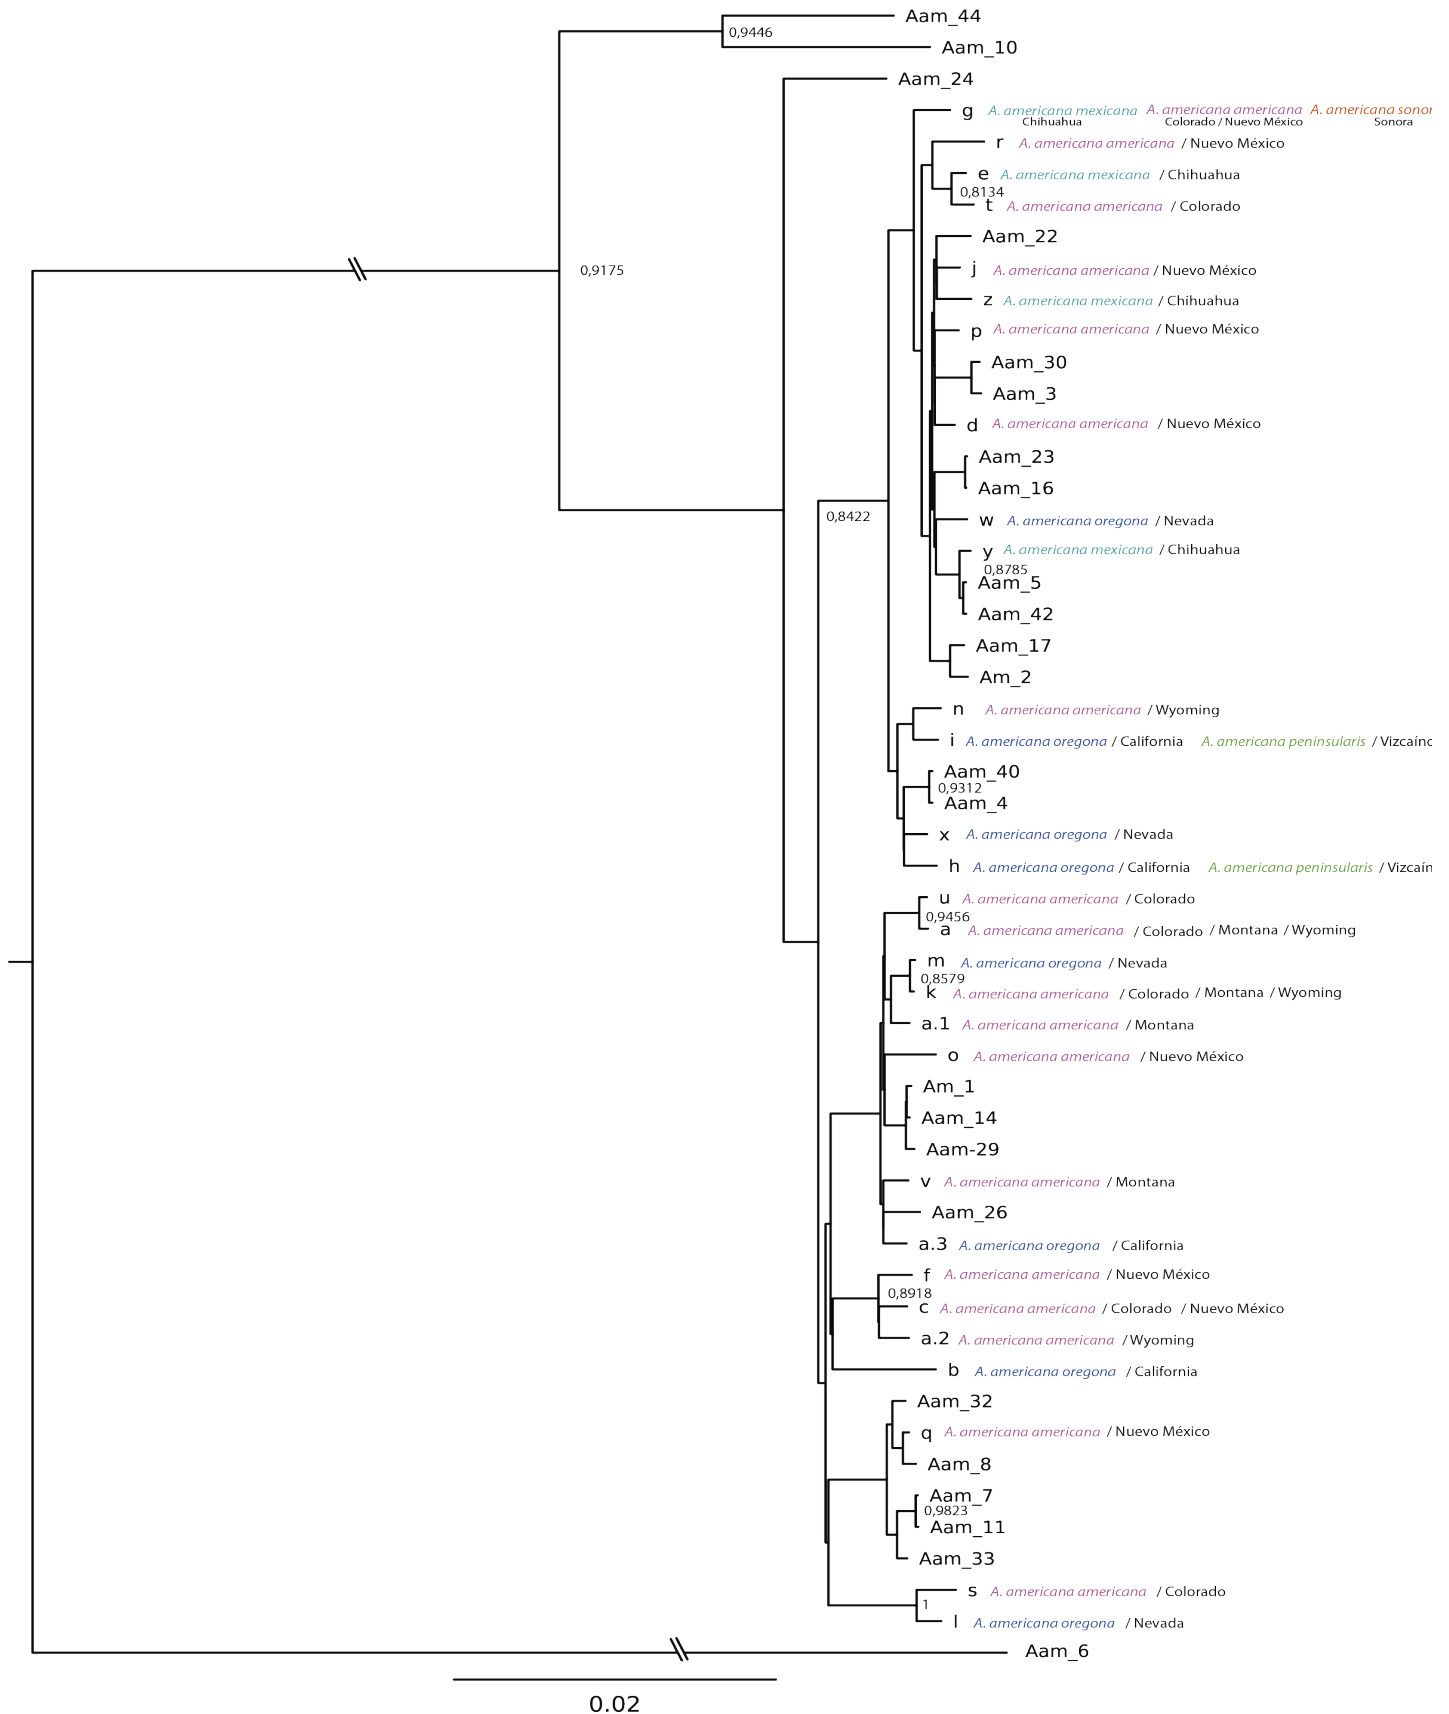 Aam_44
0,9446
Aam_10
Aam_24
g A. americana mexicana A. americana americana A. americana sonor
Chihuahua Colorado / Nuevo México Sonora
r A. americana americana / Nuevo México
e A. americana mexicana / Chihuahua
0,8134
t A. americana americana / Colorado
Aam_22
j A. americana americana / Nuevo México
0,9175
z A. americana mexicana / Chihuahua
p A. americana americana / Nuevo México
Aam_30
Aam_3
d A. americana americana / Nuevo México
Aam_23
Aam_16
0,8422
w A. americana oregona / Nevada
y A. americana mexicana / Chihuahua
0,8785
Aam_5
Aam_42
Aam_17
Am_2
n A. americana americana / Wyoming
i A. americana oregona / California A. americana peninsularis / Vizcaíno
Aam_40
0,9312
Aam_4
x A. americana oregona / Nevada
h A. americana oregona / California A. americana peninsularis / Vizcaín
u A. americana americana / Colorado
0,9456
a A. americana americana / Colorado / Montana / Wyoming
m A. americana oregona / Nevada
0,8579
k A. americana americana / Colorado / Montana / Wyoming
a.1 A. americana americana / Montana
o A. americana americana / Nuevo México
Am_1
Aam_14
Aam-29
v A. americana americana / Montana
Aam_26
a.3 A. americana oregona / California
f A. americana americana / Nuevo México
0,8918
c A. americana americana / Colorado / Nuevo México
a.2 A. americana americana / Wyoming
b A. americana oregona / California
Aam_32
q A. americana americana / Nuevo México
Aam_8
Aam_7
0,9823
Aam_11
Aam_33
s A. americana americana / Colorado
1
l A. americana oregona / Nevada
Aam_6
0.02